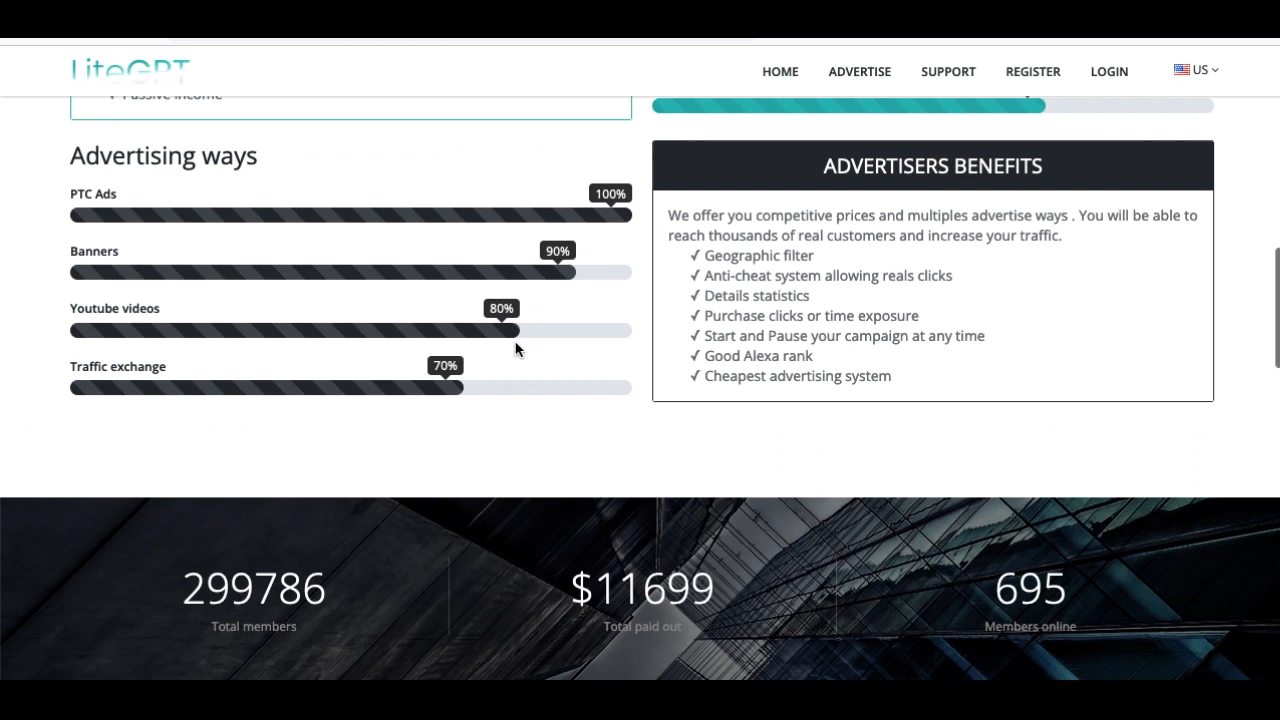 LiteGPT
HOME
ADVERTISE
SUPPORT
REGISTER
LOGIN
US
✓ Passive income
Advertising ways
PTC Ads
100%
Banners
90%
Youtube videos
80%
Traffic exchange
70%
ADVERTISERS BENEFITS
We offer you competitive prices and multiples advertise ways . You will be able to
reach thousands of real customers and increase your traffic.
✓ Geographic filter
✓ Anti-cheat system allowing reals clicks
✓ Details statistics
✓ Purchase clicks or time exposure
✓ Start and Pause your campaign at any time
✓ Good Alexa rank
✓ Cheapest advertising system
299786
Total members
$11699
Total paid out
695
Members online